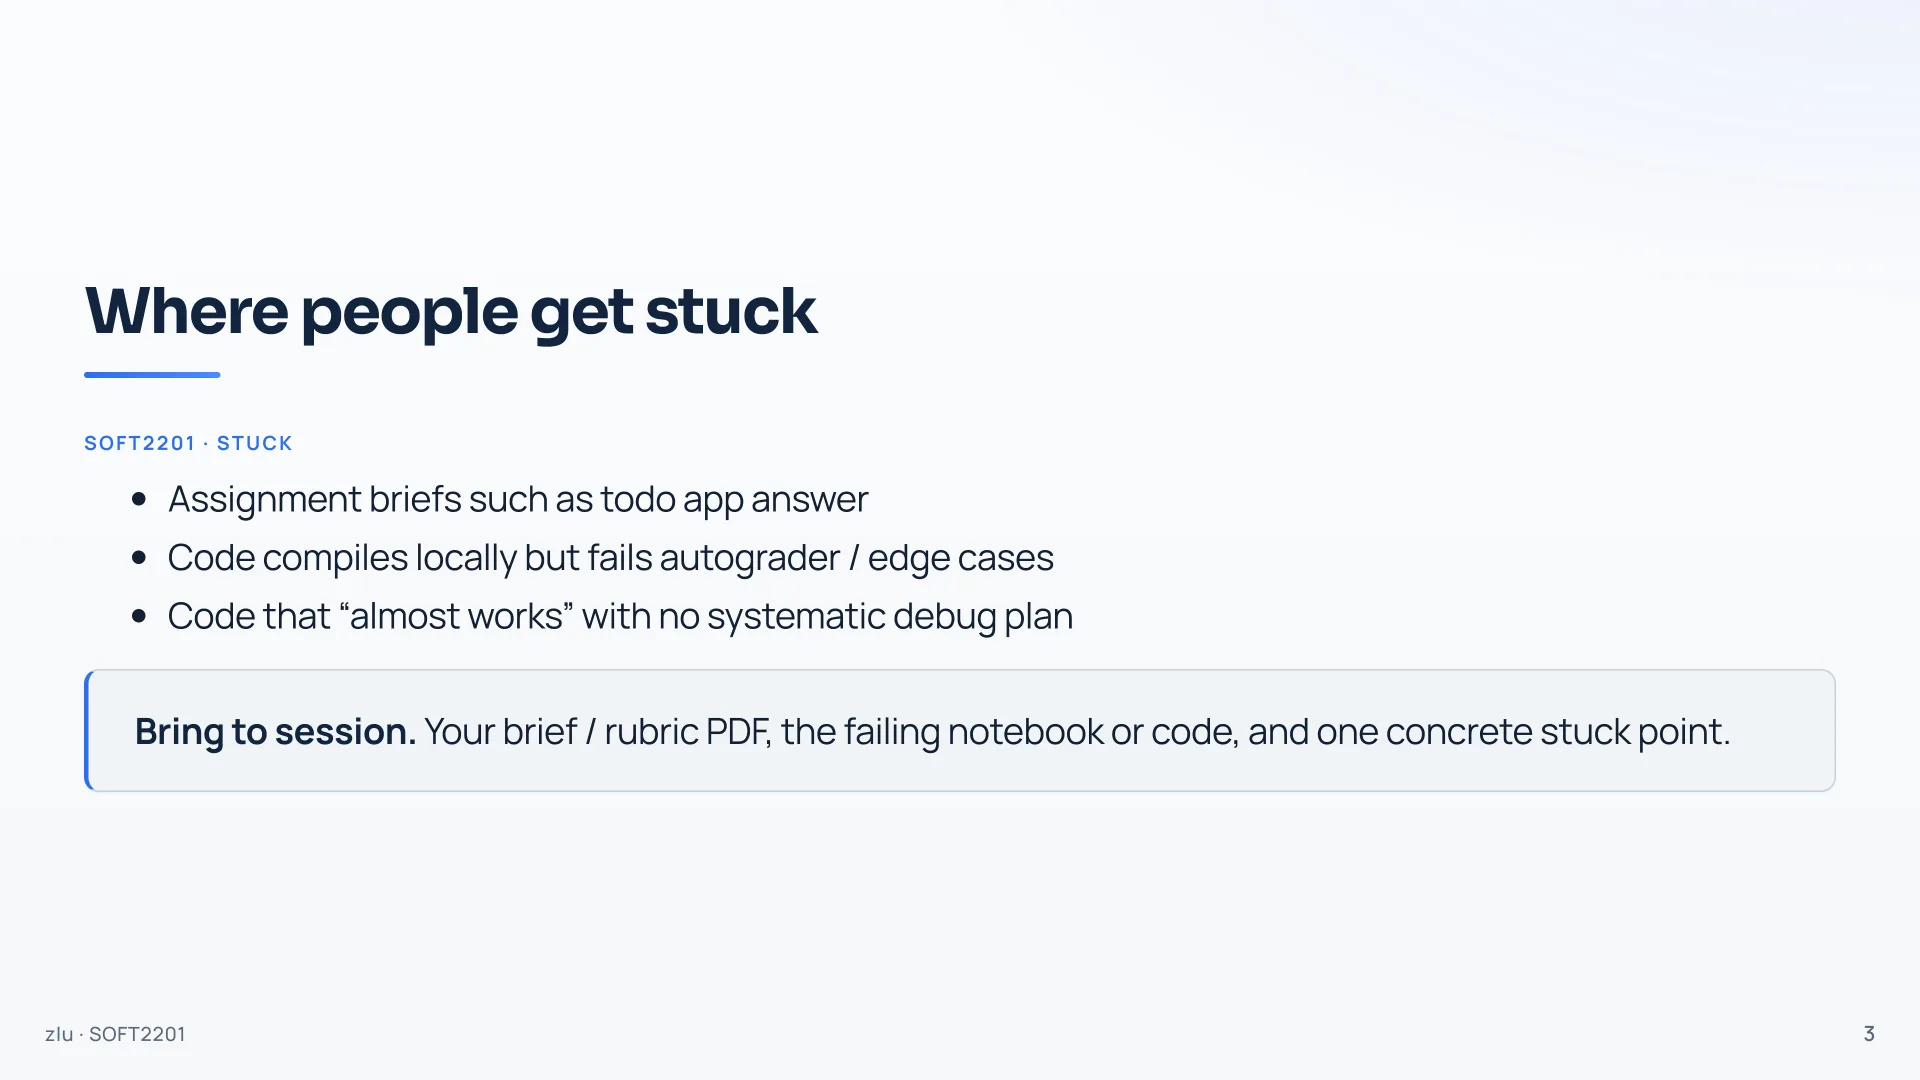 Where people get stuck
SOFT2201 · STUCK
• Assignment briefs such as todo app answer
• Code compiles locally but fails autograder / edge cases
• Code that “almost works” with no systematic debug plan
Bring to session. Your brief / rubric PDF, the failing notebook or code, and one concrete stuck point.
zlu · SOFT2201
3